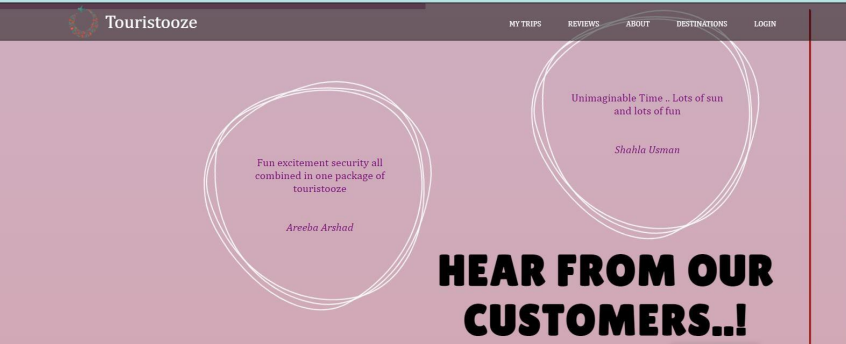 Touristooze
MY TRIPS
REVIEWS
ABOUT
DESTINATIONS
LOGIN
Unimaginable Time .. Lots of sun
and lots of fun
Shahla Usman
Fun excitement security all
combined in one package of
touristooze
Areeba Arshad
HEAR FROM OUR
CUSTOMERS..!